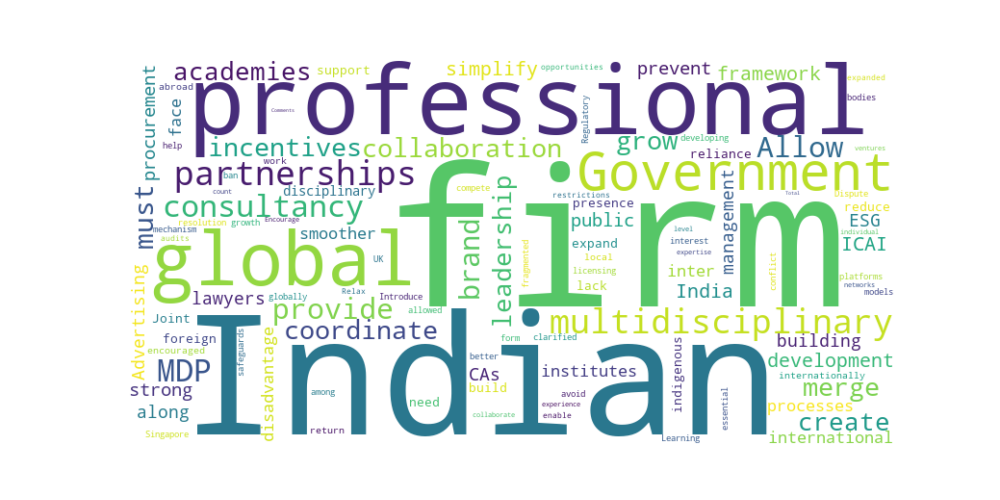 academies
support
simplify
opportunities
prevent
framework
expanded
abroad
professional
bodies
procurement
face
Comments
Regulatory
help
incentives
collaboration
grow
developing
Allow
reliance
ventures
work
partnerships
ban
disciplinary
compete
firm
Government
restrictions
Total
Dispute
must
consultancy
count
Encourage
brand
leadership
presence
public
management
reduce
ESG
resolution
growth
mechanism
smoother
audits
global
UK
fragmented
expand
local
level
interest
expertise
individual
ICAI
conflict
lawyers
globally
Relax
Introduce
licensing
lack
inter
India
platforms
networks
models
Advertising
Joint
provide
allowed
foreign
safeguards
Indian
coordinate
form
clarified
multidisciplinary
building
encouraged
MDP
disadvantage
better
CAs
institutes
indigenous
development
internationally
strong
among
need
build
avoid
experience
enable
essential
merge
along
processes
collaborate
create
Singapore
return
Learning
international